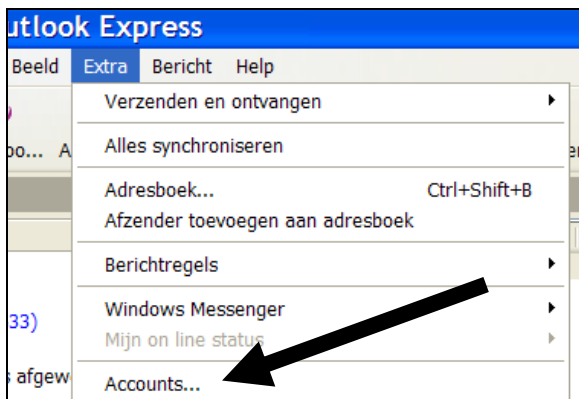 utlook Express
Beeld Extra Bericht Help
Verzenden en ontvangen
Alles synchroniseren
Adresboek... Ctrl+Shift+B
Afzender toevoegen aan adresboek
Berichtregels
Windows Messenger
33)
Mijn on line status
s afgew
Accounts...